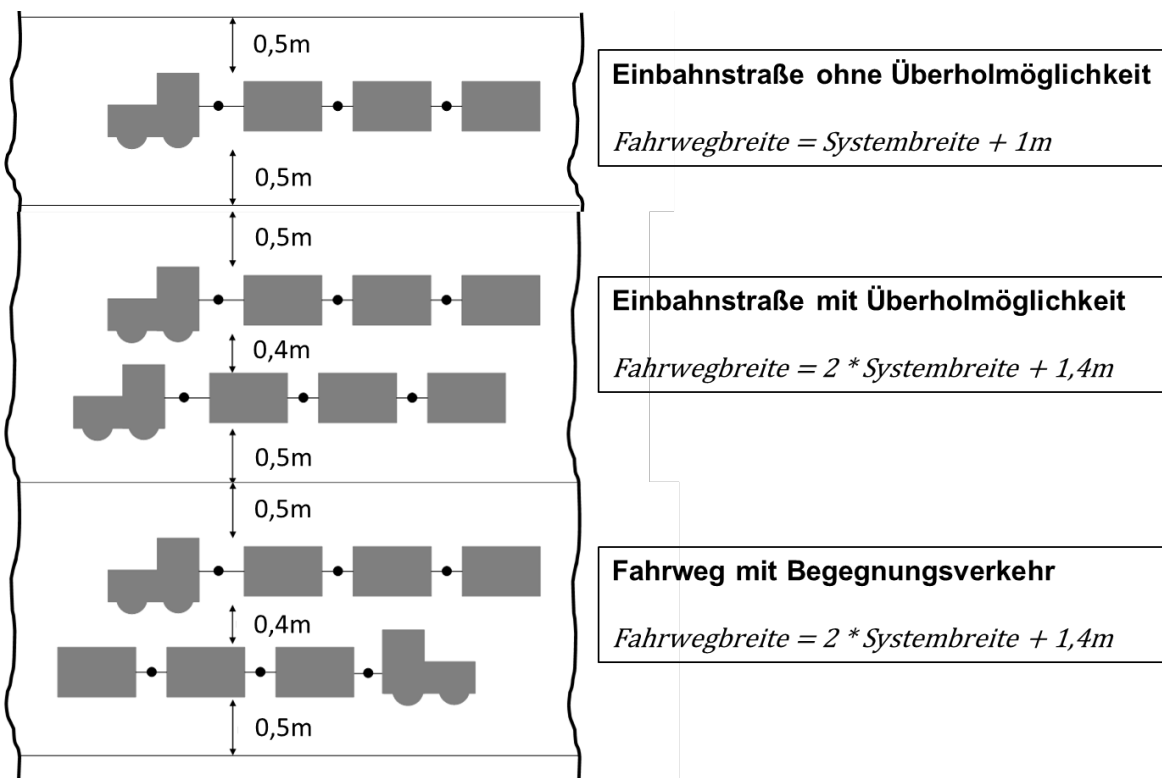 0,5m
Einbahnstraße ohne Überholmöglichkeit
Fahrwegbreite = Systembreite + 1m
0,5m
0,5m
Einbahnstraße mit Überholmöglichkeit
0,4m
Fahrwegbreite = 2 * Systembreite + 1,4m
0,5m
0,5m
Fahrweg mit Begegnungsverkehr
0,4m
Fahrwegbreite = 2 * Systembreite + 1,4m
0,5m